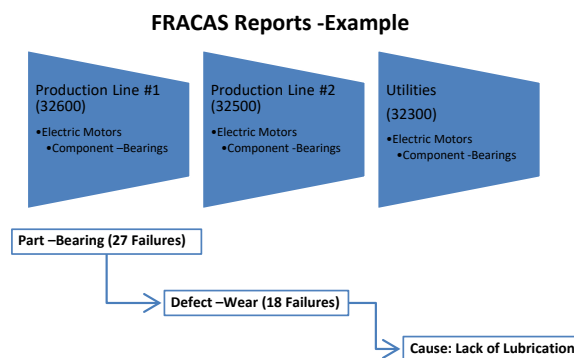 FRACAS Reports -Example
Production Line #1
(32600)
•Electric Motors
•Component –Bearings
Production Line #2
(32500)
•Electric Motors
•Component -Bearings
Utilities
(32300)
•Electric Motors
•Component -Bearings
Part –Bearing (27 Failures)
Defect –Wear (18 Failures)
Cause: Lack of Lubrication